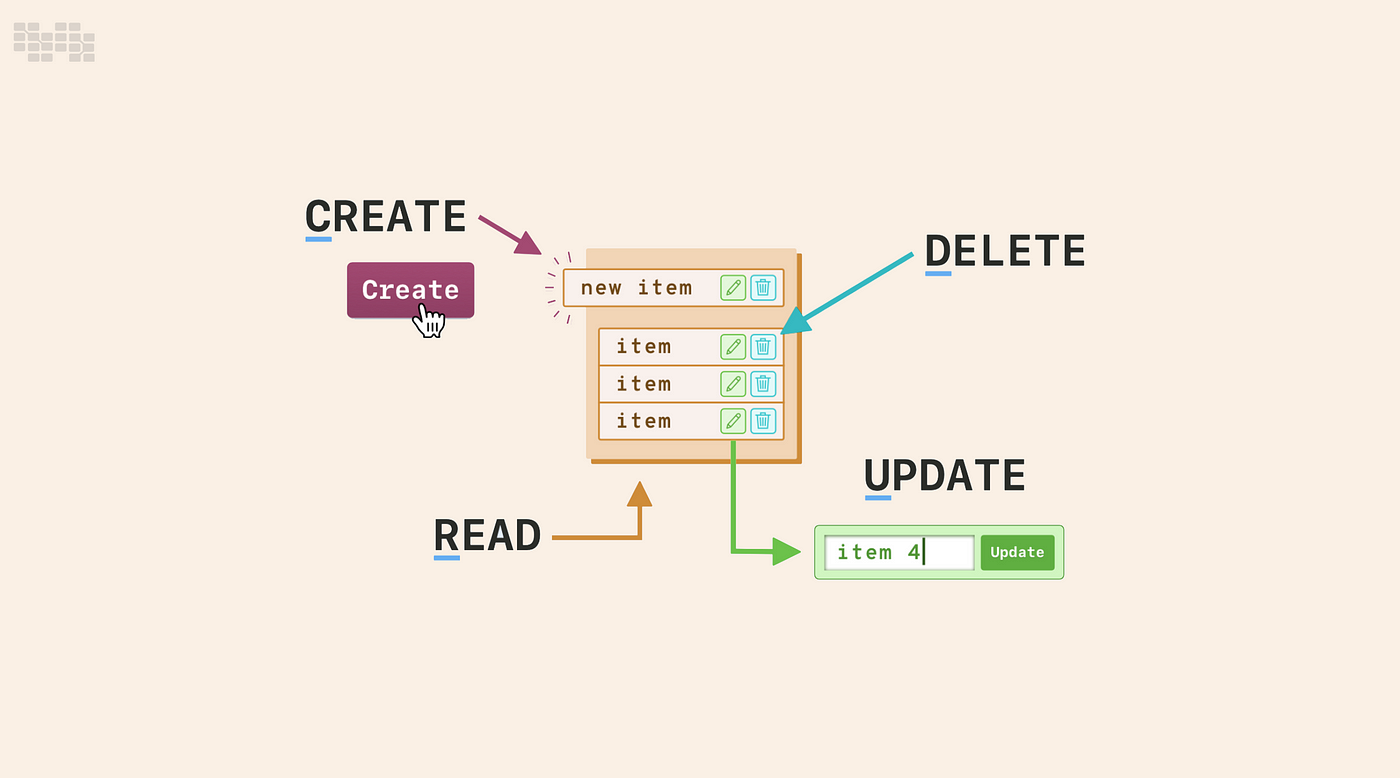 CREATE
Create
new item
item
item
item
DELETE
READ
UPDATE
item 4
Update